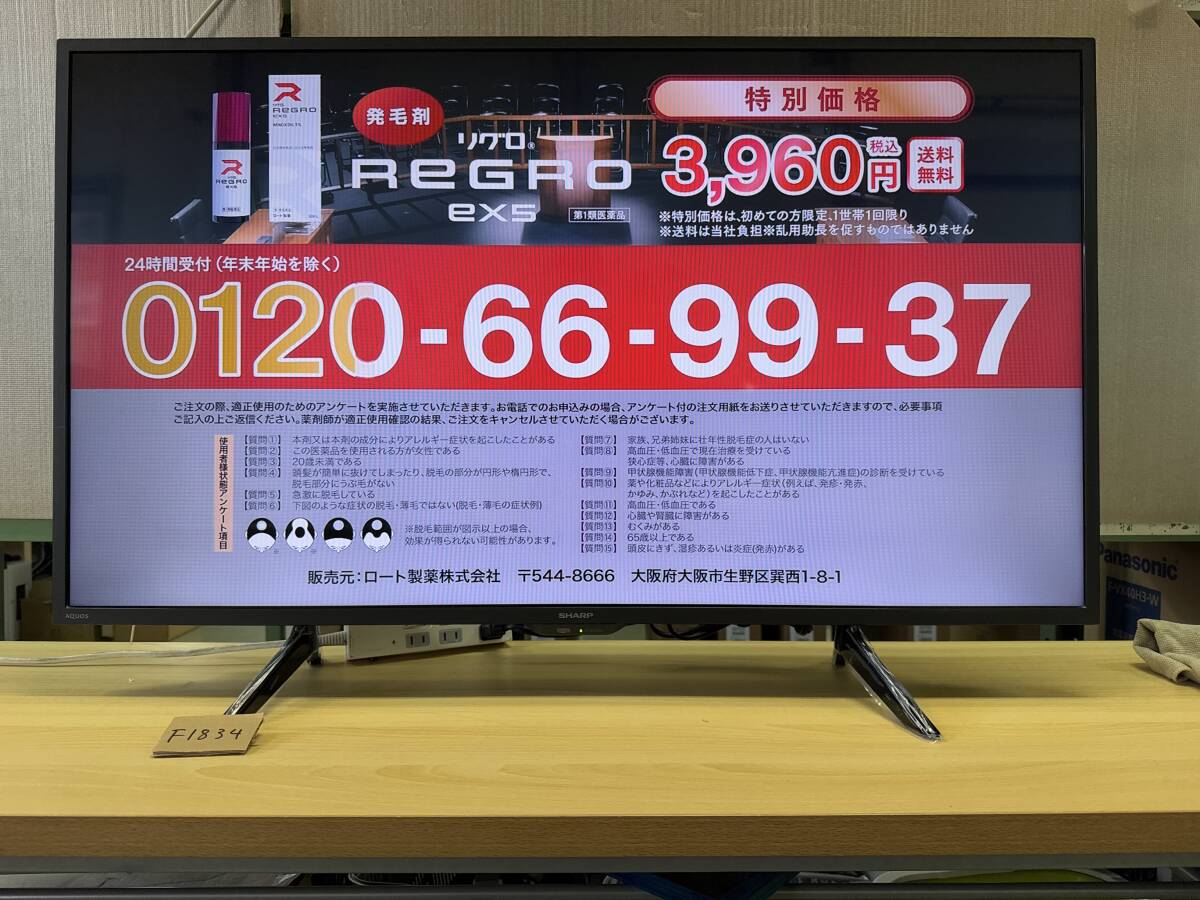 発毛剤
リグロ®
ReGRO
ex5
第1類医薬品
R
リグロ
ReGRO
ex5
MINOXIDIL 5%
ロート製薬
R
リグロ
ReGRO
ex5
特別価格
3,960円
税込
送料
無料
※特別価格は、初めての方限定、1世帯1回限り
※送料は当社負担※乱用助長を促すものではありません
24時間受付(年末年始を除く)
0120-66-99-37
ご注文の際、適正使用のためのアンケートを実施させていただきます。お電話でのお申込みの場合、アンケート付の注文用紙をお送りさせていただきますので、必要事項
ご記入の上ご返信ください。薬剤師が適正使用確認の結果、ご注文をキャンセルさせていただく場合がございます。
使用者様状態アンケート項目
【質問①】 本剤又は本剤の成分によりアレルギー症状を起こしたことがある
【質問②】 この医薬品を使用される方が女性である
【質問③】 20歳未満である
【質問④】 頭髪が簡単に抜けてしまったり、脱毛の部分が円形や楕円形で、
脱毛部分にうぶ毛がない
【質問⑤】 急激に脱毛している
【質問⑥】 下図のような症状の脱毛・薄毛ではない(脱毛・薄毛の症状例)
※ ※
※脱毛範囲が図示以上の場合、
効果が得られない可能性があります。
【質問⑦】 家族、兄弟姉妹に壮年性脱毛症の人はいない
【質問⑧】 高血圧・低血圧で現在治療を受けている
狭心症等、心臓に障害がある
【質問⑨】 甲状腺機能障害(甲状腺機能低下症、甲状腺機能亢進症)の診断を受けている
【質問⑩】 薬や化粧品などによりアレルギー症状(例えば、発疹・発赤、
かゆみ、かぶれなど)を起こしたことがある
【質問⑪】 高血圧・低血圧である
【質問⑫】 心臓や腎臓に障害がある
【質問⑬】 むくみがある
【質問⑭】 65歳以上である
【質問⑮】 頭皮にきず、湿疹あるいは炎症(発赤)がある
販売元:ロート製薬株式会社 〒544-8666 大阪府大阪市生野区巽西1-8-1
AQUOS
SHARP
Panasonic
F1834